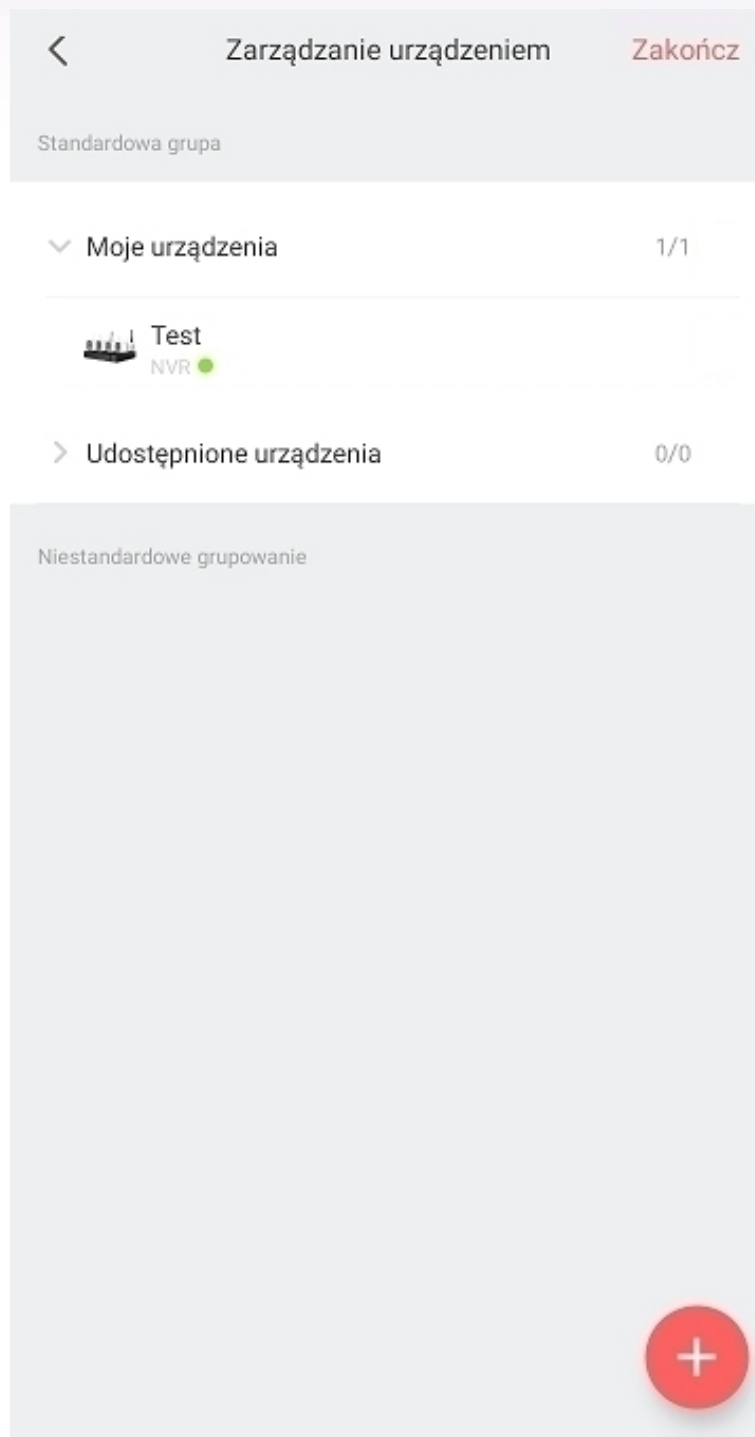 Zarządzanie urządzeniem Zakończ
Standardowa grupa
Moje urządzenia 1/1
Test
NVR
Udostępnione urządzenia 0/0
Niestandardowe grupowanie